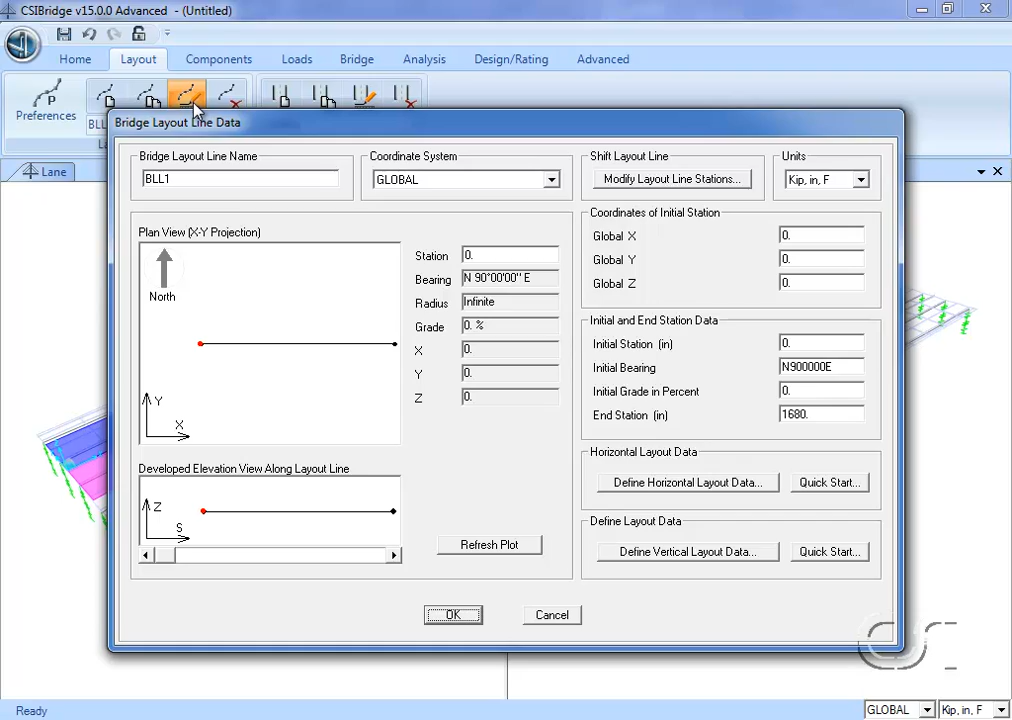 CSIBridge v15.0.0 Advanced - (Untitled)
Home Layout Components Loads Bridge Analysis Design/Rating Advanced
P
Preferences
BLL
Lane
Bridge Layout Line Data
Bridge Layout Line Name
BLL1
Coordinate System
GLOBAL
Shift Layout Line
Modify Layout Line Stations...
Units
Kip, in, F
Plan View (X-Y Projection)
North
Y
X
Station 0.
Bearing N 90°00'00" E
Radius Infinite
Grade 0. %
X 0.
Y 0.
Z 0.
Coordinates of Initial Station
Global X 0.
Global Y 0.
Global Z 0.
Initial and End Station Data
Initial Station (in) 0.
Initial Bearing N900000E
Initial Grade in Percent 0.
End Station (in) 1680.
Developed Elevation View Along Layout Line
Z
S
Refresh Plot
Horizontal Layout Data
Define Horizontal Layout Data... Quick Start...
Define Layout Data
Define Vertical Layout Data... Quick Start...
OK Cancel
CSI
Ready GLOBAL Kip, in, F